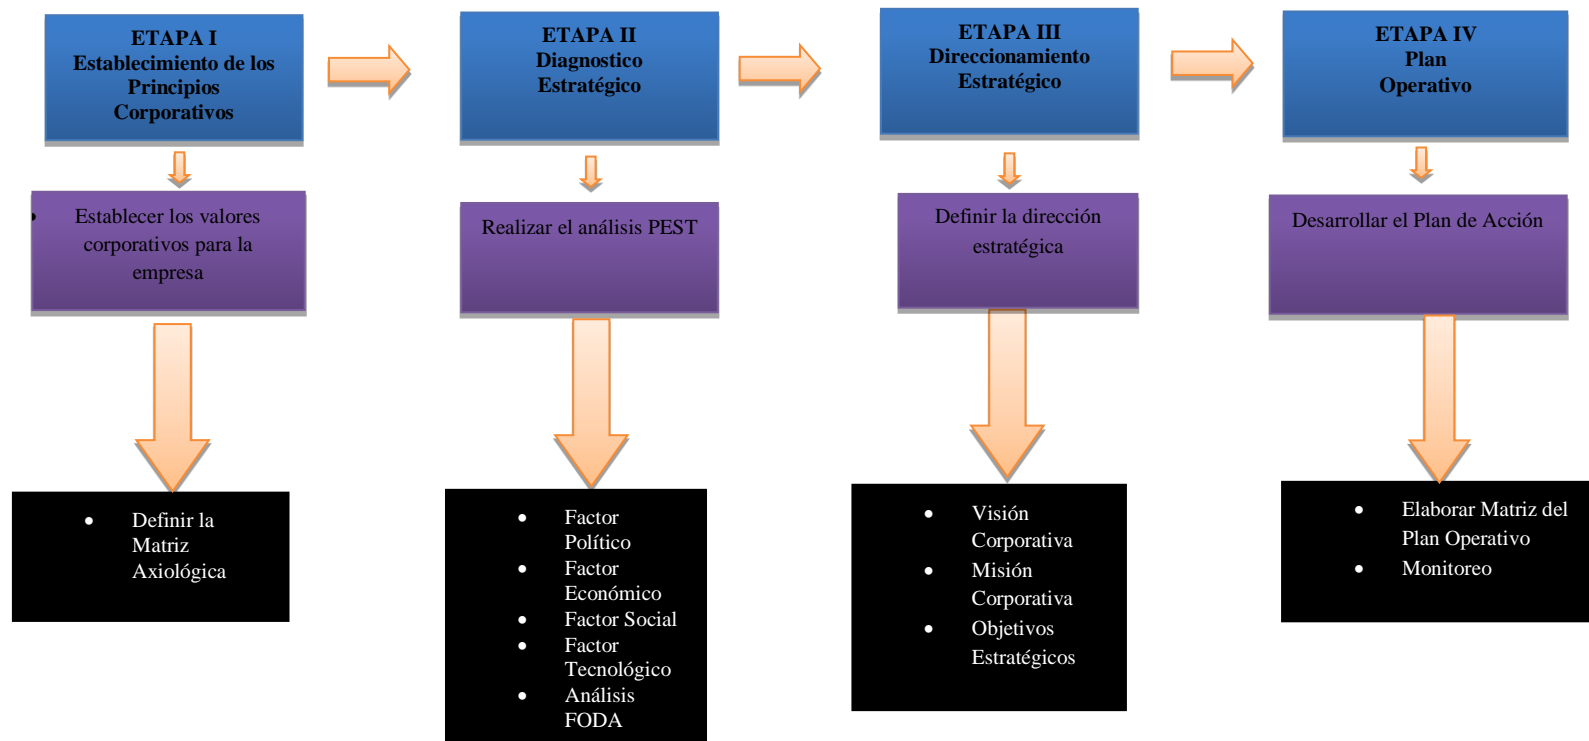 ETAPA I
Establecimiento de los
Principios
Corporativos
ETAPA II
Diagnostico
Estratégico
ETAPA III
Direccionamiento
Estratégico
ETAPA IV
Plan
Operativo
• Establecer los valores
corporativos para la
empresa
Realizar el análisis PEST
Definir la dirección
estratégica
Desarrollar el Plan de Acción
• Definir la
Matriz
Axiológica
• Factor
Político
• Factor
Económico
• Factor Social
• Factor
Tecnológico
• Análisis
FODA
• Visión
Corporativa
• Misión
Corporativa
• Objetivos
Estratégicos
• Elaborar Matriz del
Plan Operativo
• Monitoreo